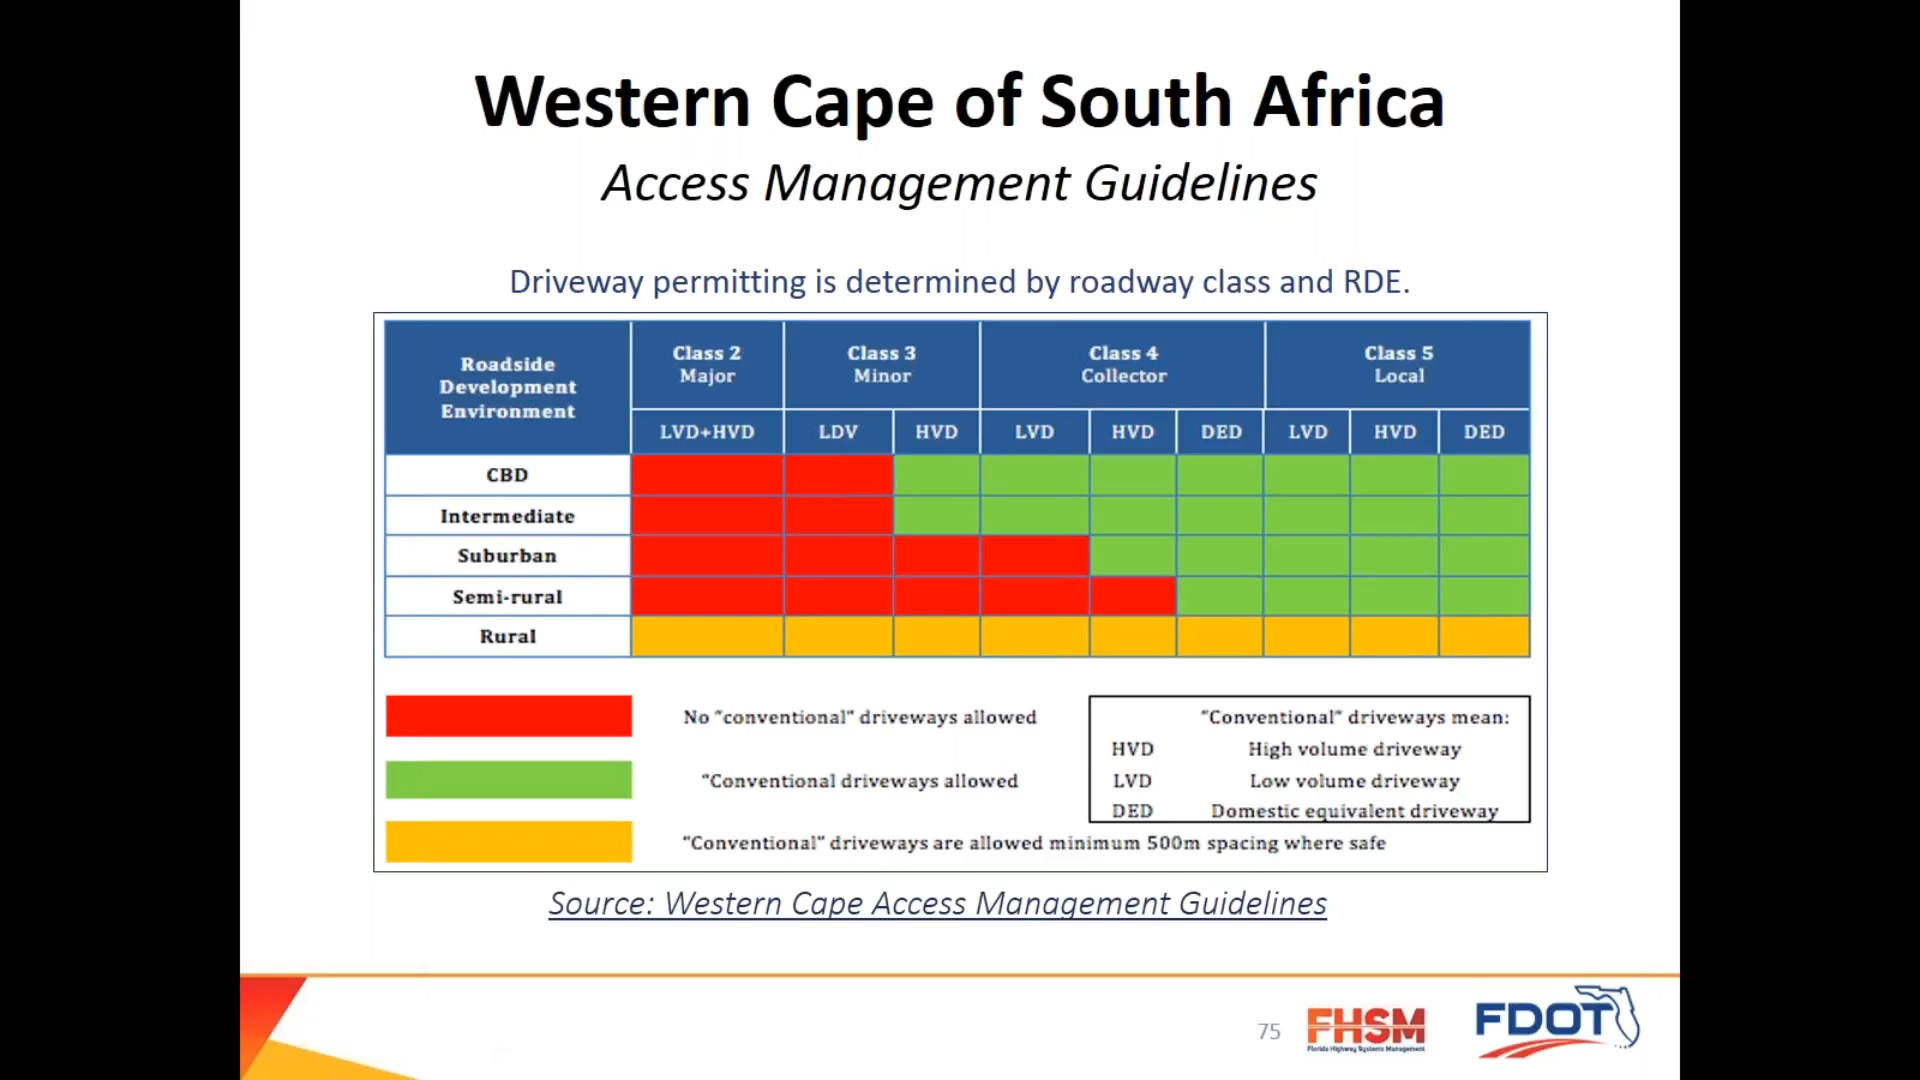 Western Cape of South Africa
Access Management Guidelines
Driveway permitting is determined by roadway class and RDE.
Roadside
Development
Environment
Class 2
Major
Class 3
Minor
Class 4
Collector
Class 5
Local
LVD+HVD LDV HVD LVD HVD DED LVD HVD DED
CBD
Intermediate
Suburban
Semi-rural
Rural
No "conventional" driveways allowed
"Conventional driveways allowed
"Conventional" driveways are allowed minimum 500m spacing where safe
"Conventional" driveways mean:
HVD High volume driveway
LVD Low volume driveway
DED Domestic equivalent driveway
Source: Western Cape Access Management Guidelines
75
FHSM
Florida Highway Systems Management
FDOT